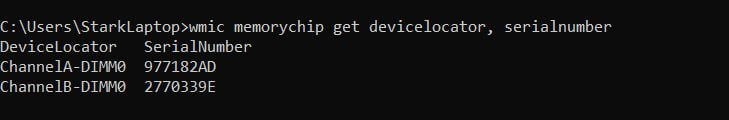 C:\Users\StarkLaptop>wmic memorychip get devicelocator, serialnumber
DeviceLocator  SerialNumber
ChannelA-DIMM0  977182AD
ChannelB-DIMM0  2770339E